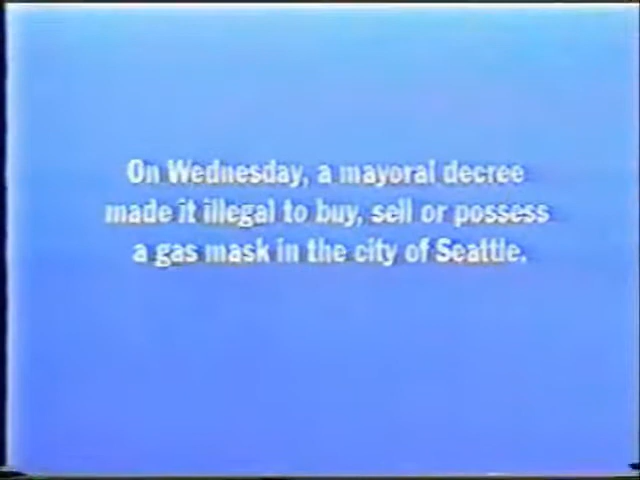 On Wednesday, a mayoral decree
made it illegal to buy, sell or possess
a gas mask in the city of Seattle.